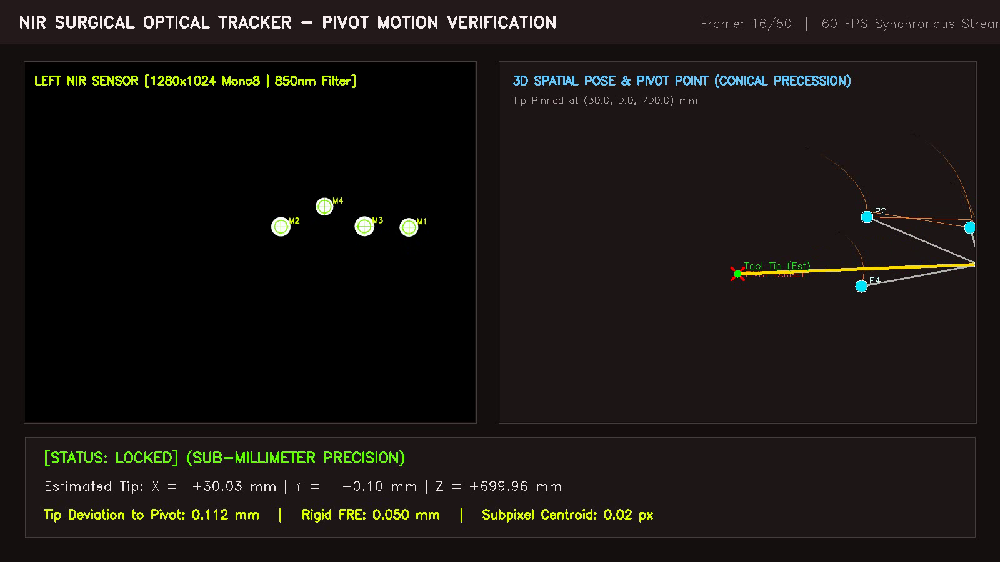 NIR SURGICAL OPTICAL TRACKER - PIVOT MOTION VERIFICATION
Frame: 16/60 | 60 FPS Synchronous Strear
LEFT NIR SENSOR [1280x1024 Mono8 | 850nm Filter]
M4
M2
M3
M1
3D SPATIAL POSE & PIVOT POINT (CONICAL PRECESSION)
Tip Pinned at (30.0, 0.0, 700.0) mm
P2
Tool Tip (Est)
PIVOT TARGET
P4
[STATUS: LOCKED] (SUB-MILLIMETER PRECISION)
Estimated Tip: X = +30.03 mm | Y = -0.10 mm | Z = +699.96 mm
Tip Deviation to Pivot: 0.112 mm | Rigid FRE: 0.050 mm | Subpixel Centroid: 0.02 px